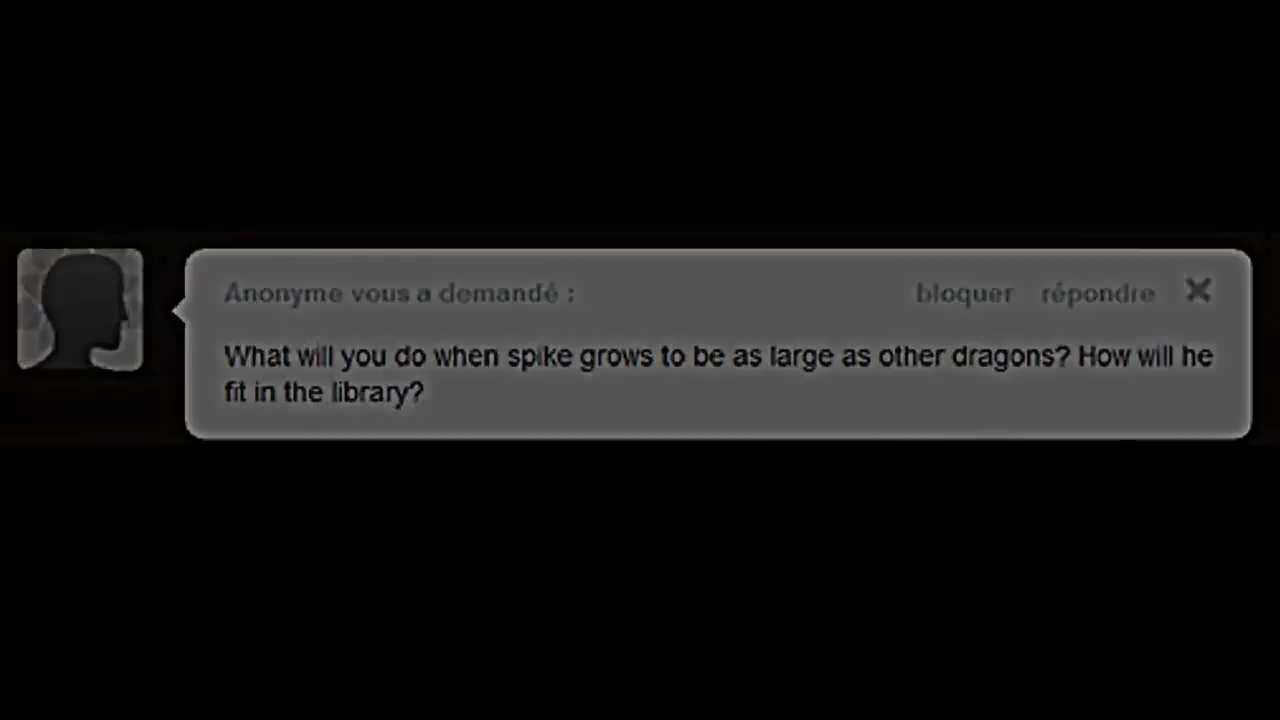 Anonyme vous a demandé : bloquer répondre
What will you do when spike grows to be as large as other dragons? How will he
fit in the library?